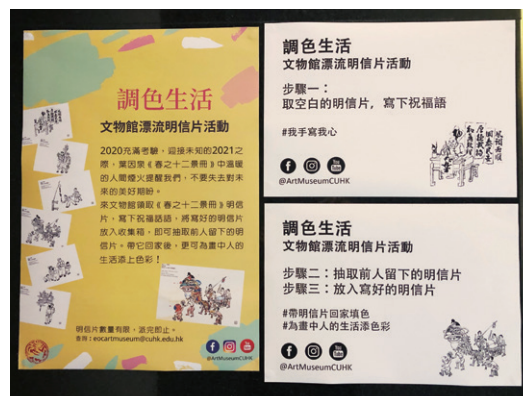 調色生活
文物館漂流明信片活動
2020充滿考驗，迎接未知的2021之
際，葉因泉《春之十二景冊》中溫暖
的人間煙火提醒我們，不要失去對未
來的美好期盼。
來文物館領取《春之十二景冊》明信
片，寫下祝福話語，將寫好的明信片
放入收集箱，即可抽取前人留下的明
信片。帶它回家後，更可為畫中人的
生活添上色彩！
明信片數量有限，派完即止。
查詢：eocartmuseum@cuhk.edu.hk
@ArtMuseumCUHK
調色生活
文物館漂流明信片活動
步驟一：
取空白的明信片，寫下祝福語
#我手寫我心
@ArtMuseumCUHK
調色生活
文物館漂流明信片活動
步驟二：抽取前人留下的明信片
步驟三：放入寫好的明信片
#帶明信片回家填色
#為畫中人的生活添色彩
@ArtMuseumCUHK